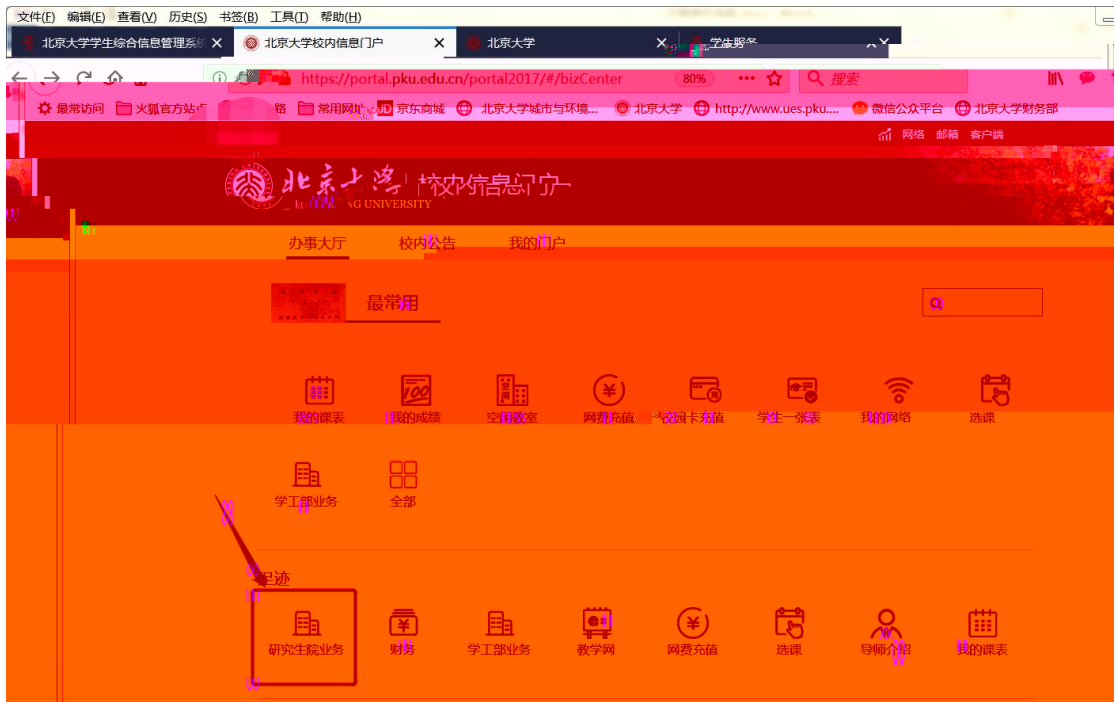 文件(F) 编辑(E) 查看(V) 历史(S) 书签(B) 工具(T) 帮助(H)
北京大学学生综合信息管理系统 北京大学校内信息门户 北京大学
https://portal.pku.edu.cn/portal2017/#/bizCenter 80% 搜索
最常访问 火狐官方站点 常用网址 JD 京东商城 北京大学城市与环境... 北京大学 http://www.ues.pku.... 微信公众平台 北京大学财务部
网络 邮箱 客户端
北京大学 校内信息门户
UNIVERSITY
办事大厅 校内公告 我的门户
最常用
我的课表 我的成绩 空闲教室 网费充值 校园卡充值 学生一张表 我的网络 选课
学工部业务 全部
足迹
研究生院业务 财务 学工部业务 教学网 网费充值 选课 导师介绍 我的课表